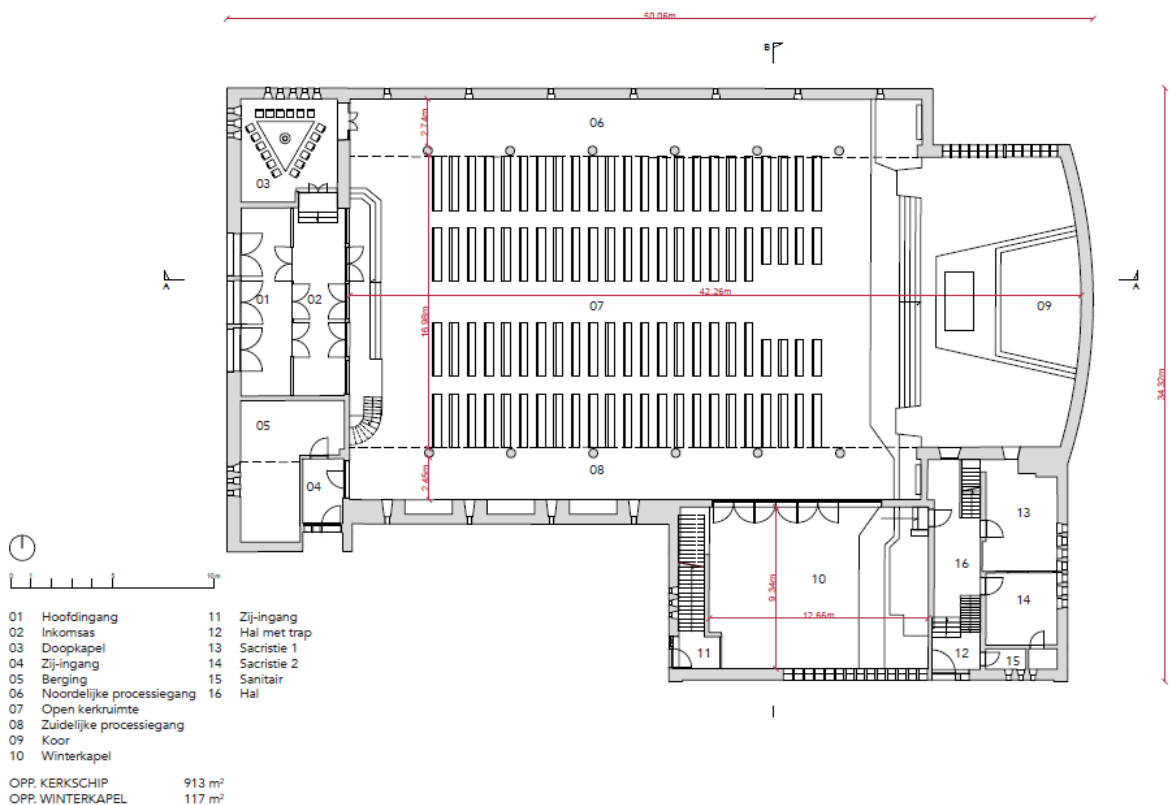 50.06m
B
2.74m
06
03
34.32m
A
A
01
02
42.26m
07
09
16.98m
05
08
04
2.45m
13
16
10
9.34m
14
12.66m
11
12
15
0 1 5 10m
01 Hoofdingang
02 Inkomsas
03 Doopkapel
04 Zij-ingang
05 Berging
06 Noordelijke processiegang
07 Open kerkruimte
08 Zuidelijke processiegang
09 Koor
10 Winterkapel
11 Zij-ingang
12 Hal met trap
13 Sacristie 1
14 Sacristie 2
15 Sanitair
16 Hal
OPP. KERKSCHIP 913 m²
OPP. WINTERKAPEL 117 m²